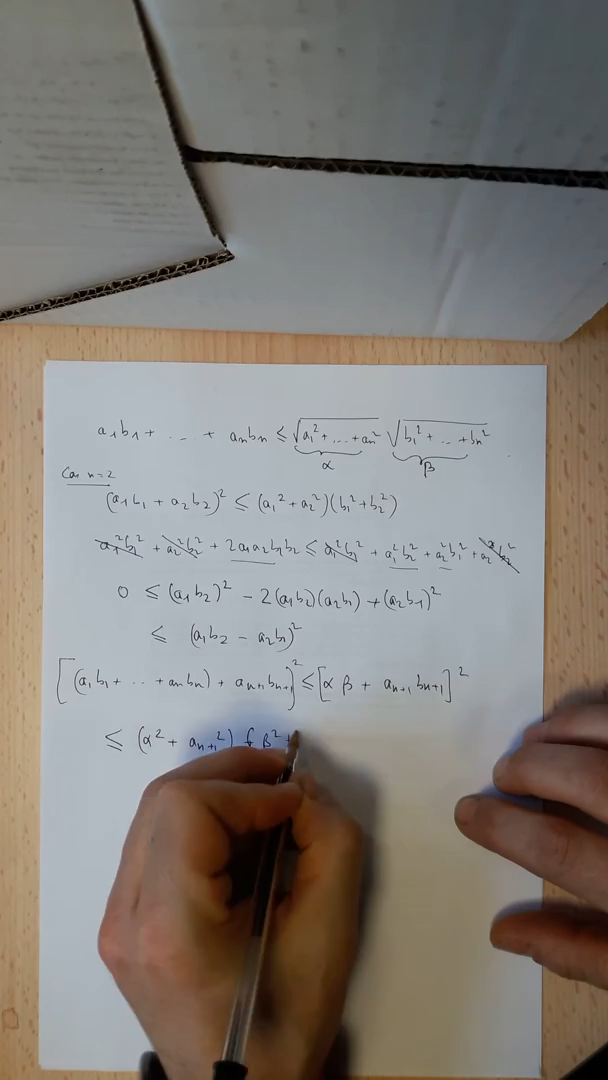 a₁b₁ + ... + aₙbₙ ≤ √(a₁² + ... + aₙ²) √(b₁² + ... + bₙ²)
α β
Cas n=2
(a₁b₁ + a₂b₂)² ≤ (a₁² + a₂²)(b₁² + b₂²)
a₁²b₁² + a₂²b₂² + 2a₁a₂b₁b₂ ≤ a₁²b₁² + a₁²b₂² + a₂²b₁² + a₂²b₂²
0 ≤ (a₁b₂)² - 2(a₁b₂)(a₂b₁) + (a₂b₁)²
≤ (a₁b₂ - a₂b₁)²
[(a₁b₁ + ... + aₙbₙ) + aₙ₊₁bₙ₊₁]² ≤ [αβ + aₙ₊₁bₙ₊₁]²
≤ (α² + aₙ₊₁²)(β² +